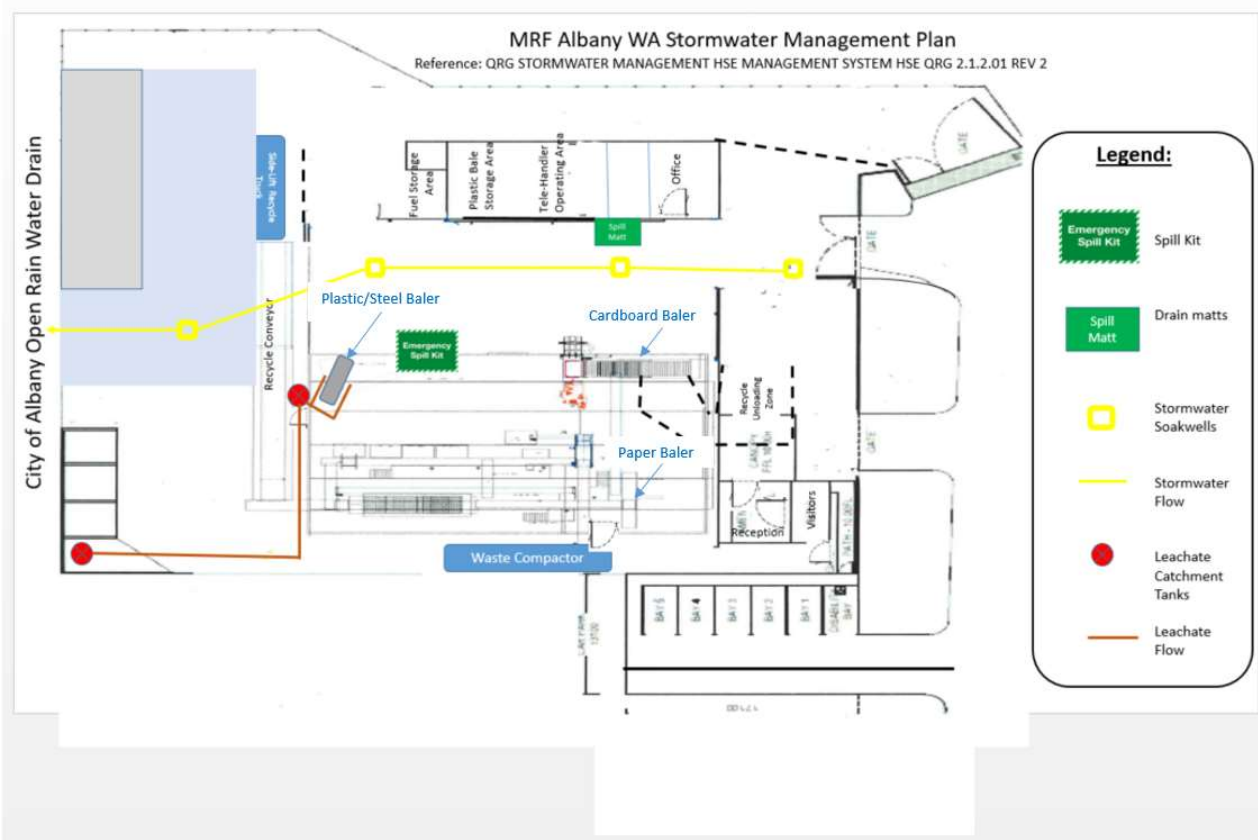 MRF Albany WA Stormwater Management Plan
Reference: QRG STORMWATER MANAGEMENT HSE MANAGEMENT SYSTEM HSE QRG 2.1.2.01 REV 2
City of Albany Open Rain Water Drain
Side-Lift Recycle
Truck
Fuel Storage
Area
Plastic Bale
Storage Area
Tele-Handler
Operating Area
Office
GATE
Spill
Matt
GATE
Recycle Conveyor
Plastic/Steel Baler
Emergency
Spill Kit
Cardboard Baler
Recycle
Unloading
Zone
Paper Baler
GATE
Reception
Visitors
Waste Compactor
BAY 5
BAY 4
BAY 3
BAY 2
BAY 1
BAY
Legend:
Emergency
Spill Kit
Spill Kit
Spill
Matt
Drain matts
Stormwater
Soakwells
Stormwater
Flow
Leachate
Catchment
Tanks
Leachate
Flow